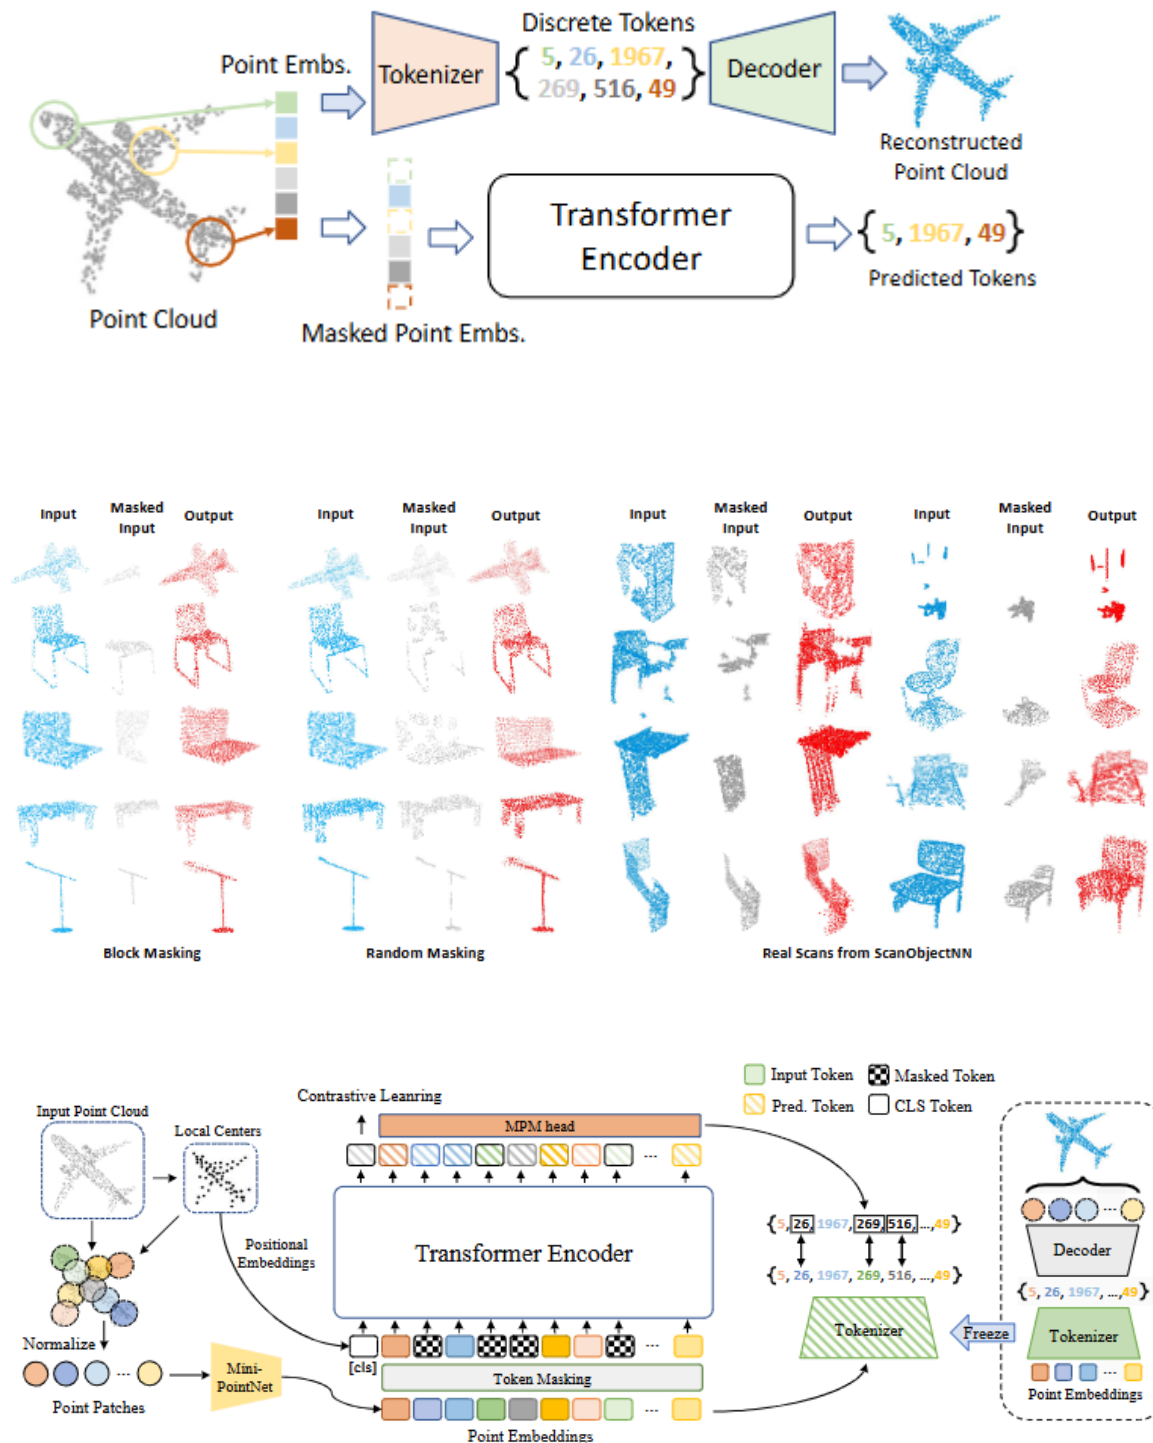 Discrete Tokens
Point Embs.
Tokenizer
{ 5, 26, 1967,
269, 516, 49 }
Decoder
Reconstructed
Point Cloud
Transformer
Encoder
{ 5, 1967, 49 }
Predicted Tokens
Point Cloud
Masked Point Embs.
Input
Masked
Input
Output
Input
Masked
Input
Output
Input
Masked
Input
Output
Input
Masked
Input
Output
Block Masking
Random Masking
Real Scans from ScanObjectNN
Input Point Cloud
Local Centers
Contrastive Leanring
MPM head
Input Token
Masked Token
Pred. Token
CLS Token
Transformer Encoder
Positional
Embeddings
{5, 26, 1967, 269, 516, ...,49}
{5, 26, 1967, 269, 516, ...,49}
Decoder
{5, 26, 1967, ...,49}
Tokenizer
Freeze
Tokenizer
Point Embeddings
Normalize
...
Point Patches
Mini-
PointNet
[cls]
Token Masking
Point Embeddings